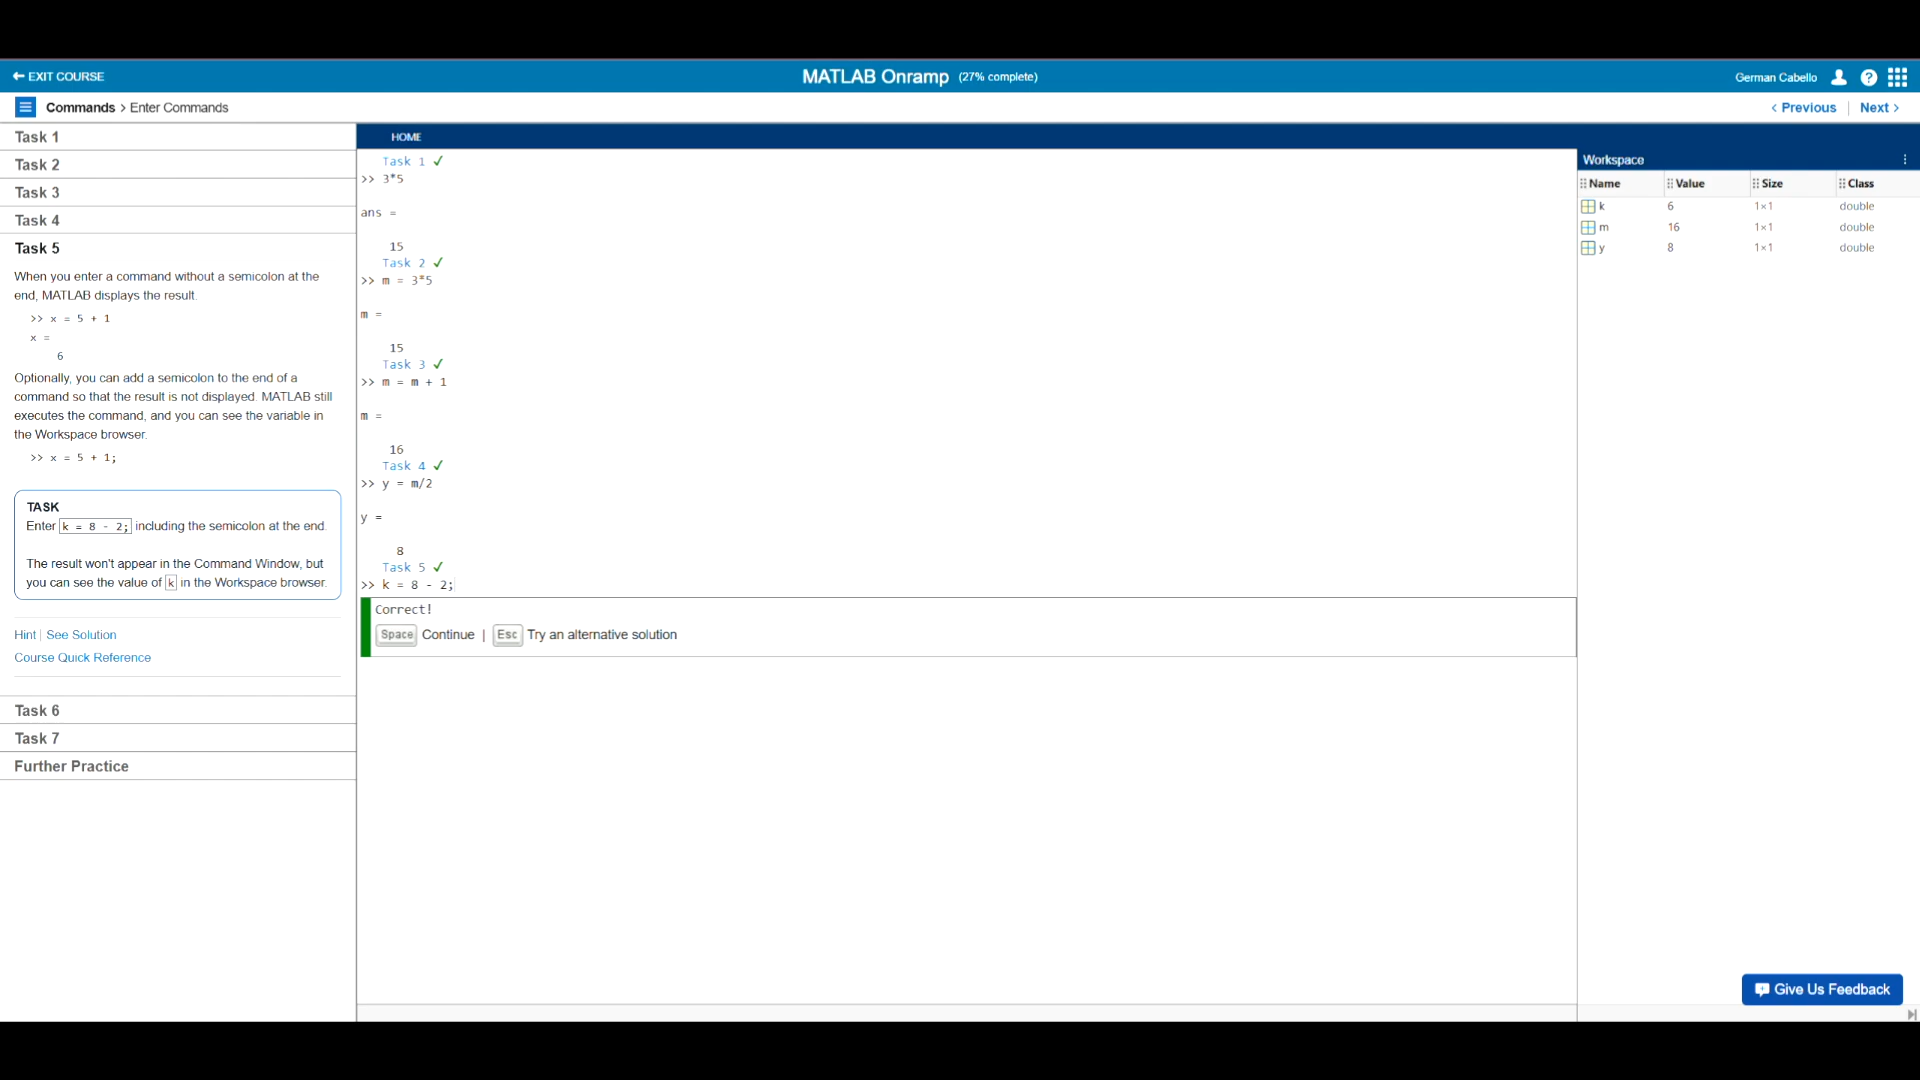 EXIT COURSE
MATLAB Onramp (27% complete)
German Cabello
Commands > Enter Commands
< Previous | Next >
Task 1
Task 2
Task 3
Task 4
Task 5
When you enter a command without a semicolon at the
end, MATLAB displays the result.
>> x = 5 + 1
x =
6
Optionally, you can add a semicolon to the end of a
command so that the result is not displayed. MATLAB still
executes the command, and you can see the variable in
the Workspace browser.
>> x = 5 + 1;
TASK
Enter k = 8 - 2; including the semicolon at the end.
The result won't appear in the Command Window, but
you can see the value of k in the Workspace browser.
Hint | See Solution
Course Quick Reference
Task 6
Task 7
Further Practice
HOME
Task 1 ✓
>> 3*5
ans =
15
Task 2 ✓
>> m = 3*5
m =
15
Task 3 ✓
>> m = m + 1
m =
16
Task 4 ✓
>> y = m/2
y =
8
Task 5 ✓
>> k = 8 - 2;
Correct!
Space Continue | Esc Try an alternative solution
Workspace
Name Value Size Class
k 6 1×1 double
m 16 1×1 double
y 8 1×1 double
Give Us Feedback